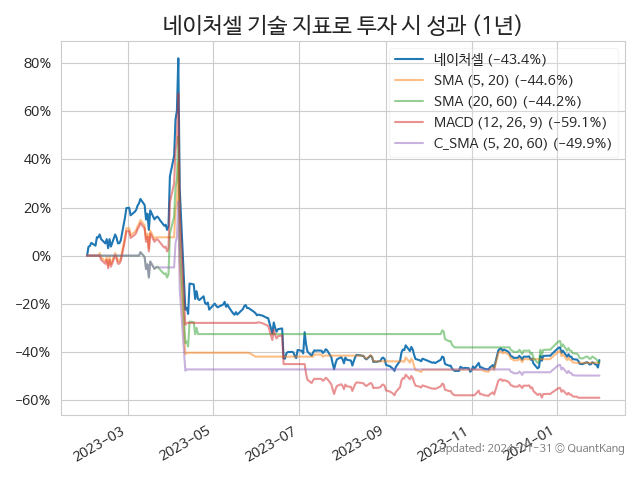 네이처셀 기술 지표로 투자 시 성과 (1년)
네이처셀 (−43.4%)
SMA (5, 20) (−44.6%)
SMA (20, 60) (−44.2%)
MACD (12, 26, 9) (−59.1%)
C_SMA (5, 20, 60) (−49.9%)
80%
60%
40%
20%
0%
−20%
−40%
−60%
2023−03
2023−05
2023−07
2023−09
2023−11
2024−01
updated: 2024−01−31 © QuantKang